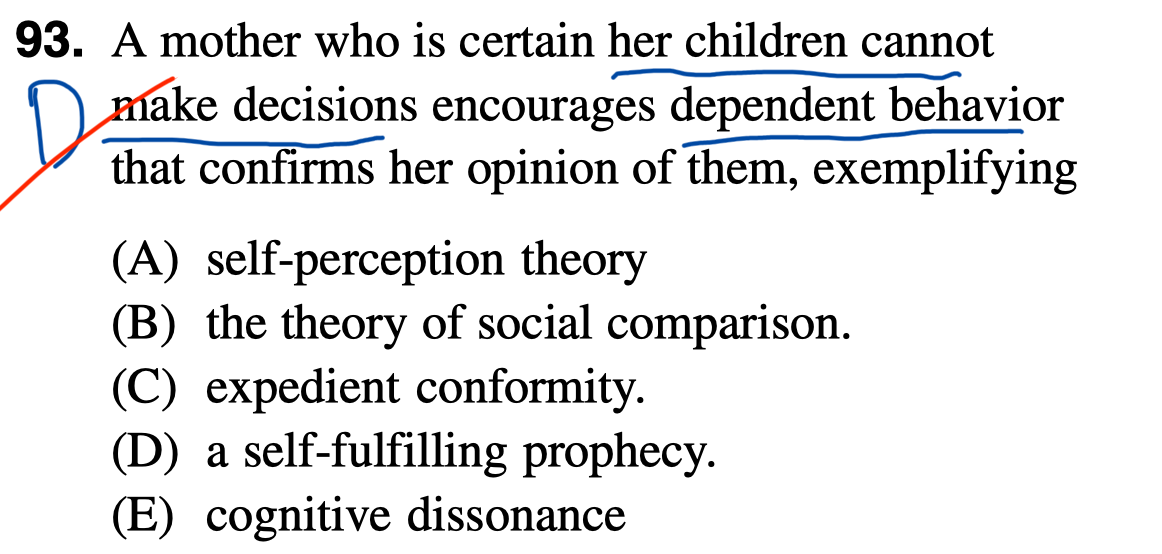 93. A mother who is certain her children cannot
D make decisions encourages dependent behavior
that confirms her opinion of them, exemplifying
(A) self-perception theory
(B) the theory of social comparison.
(C) expedient conformity.
(D) a self-fulfilling prophecy.
(E) cognitive dissonance